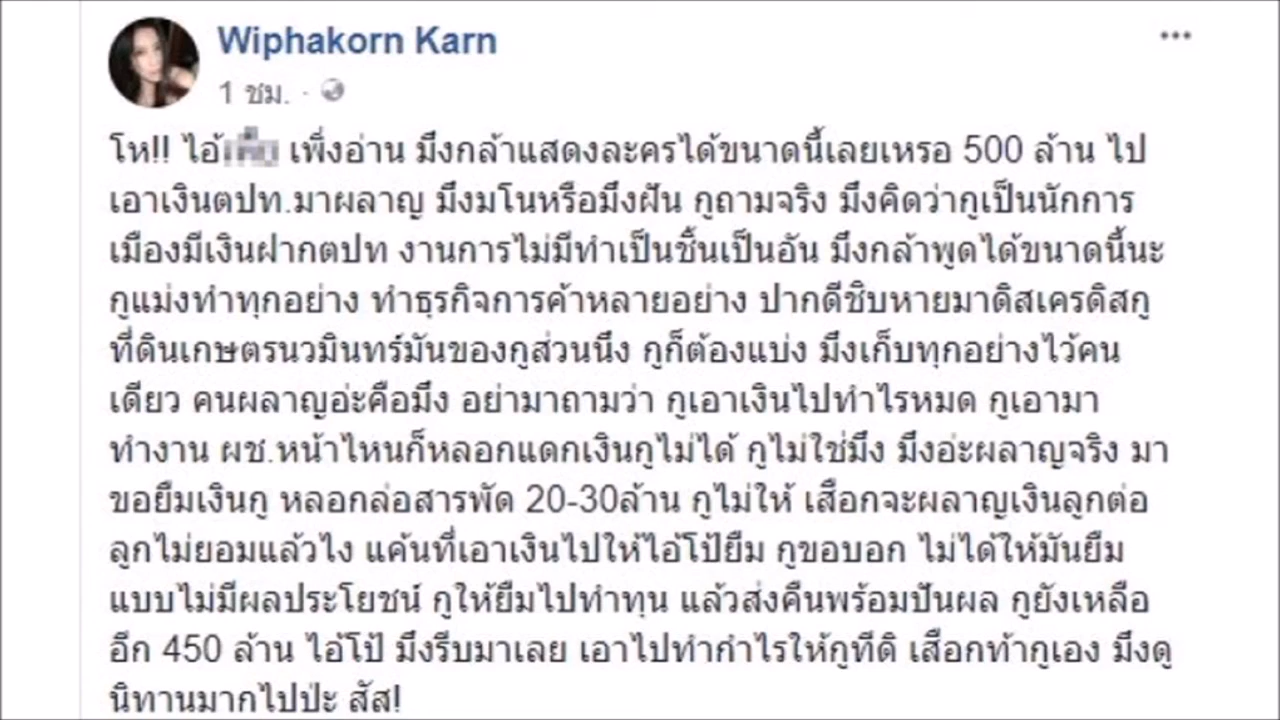 Wiphakorn Karn
1 ชม. ·
โห!! ไอ้ เพิ่งอ่าน มึงกล้าแสดงละครได้ขนาดนี้เลยเหรอ 500 ล้าน ไป
เอาเงินตปท.มาผลาญ มึงมโนหรือมึงฝัน กูถามจริง มึงคิดว่ากูเป็นนักการ
เมืองมีเงินฝากตปท งานการไม่มีทำเป็นชิ้นเป็นอัน มึงกล้าพูดได้ขนาดนี้นะ
กูแม่งทำทุกอย่าง ทำธุรกิจการค้าหลายอย่าง ปากดีชิบหายมาดิสเครดิสกู
ที่ดินเกษตรนวมินทร์มันของกูส่วนนึง กูก็ต้องแบ่ง มึงเก็บทุกอย่างไว้คน
เดียว คนผลาญอ่ะคือมึง อย่ามาถามว่า กูเอาเงินไปทำไรหมด กูเอามา
ทำงาน ผช.หน้าไหนก็หลอกแดกเงินกูไม่ได้ กูไม่ใช่มึง มึงอ่ะผลาญจริง มา
ขอยืมเงินกู หลอกล่อสารพัด 20-30ล้าน กูไม่ให้ เสือกจะผลาญเงินลูกต่อ
ลูกไม่ยอมแล้วไง แค้นที่เอาเงินไปให้ไอ้โป้ยืม กูขอบอก ไม่ได้ให้มันยืม
แบบไม่มีผลประโยชน์ กูให้ยืมไปทำทุน แล้วส่งคืนพร้อมปันผล กูยังเหลือ
อีก 450 ล้าน ไอ้โป้ มึงรีบมาเลย เอาไปทำกำไรให้กูทีดิ เสือกท้ากูเอง มึงดู
นิทานมากไปป่ะ สัส!